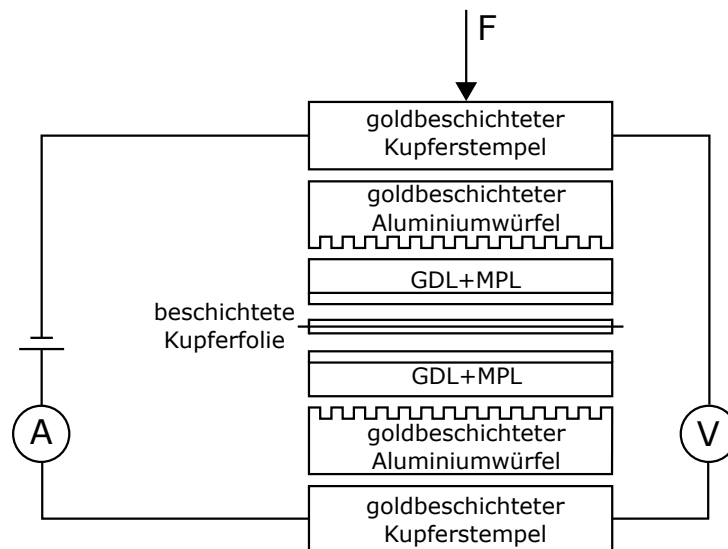 F
goldbeschichteter
Kupferstempel
goldbeschichteter
Aluminiumwürfel
GDL+MPL
beschichtete
Kupferfolie
GDL+MPL
A
V
goldbeschichteter
Aluminiumwürfel
goldbeschichteter
Kupferstempel